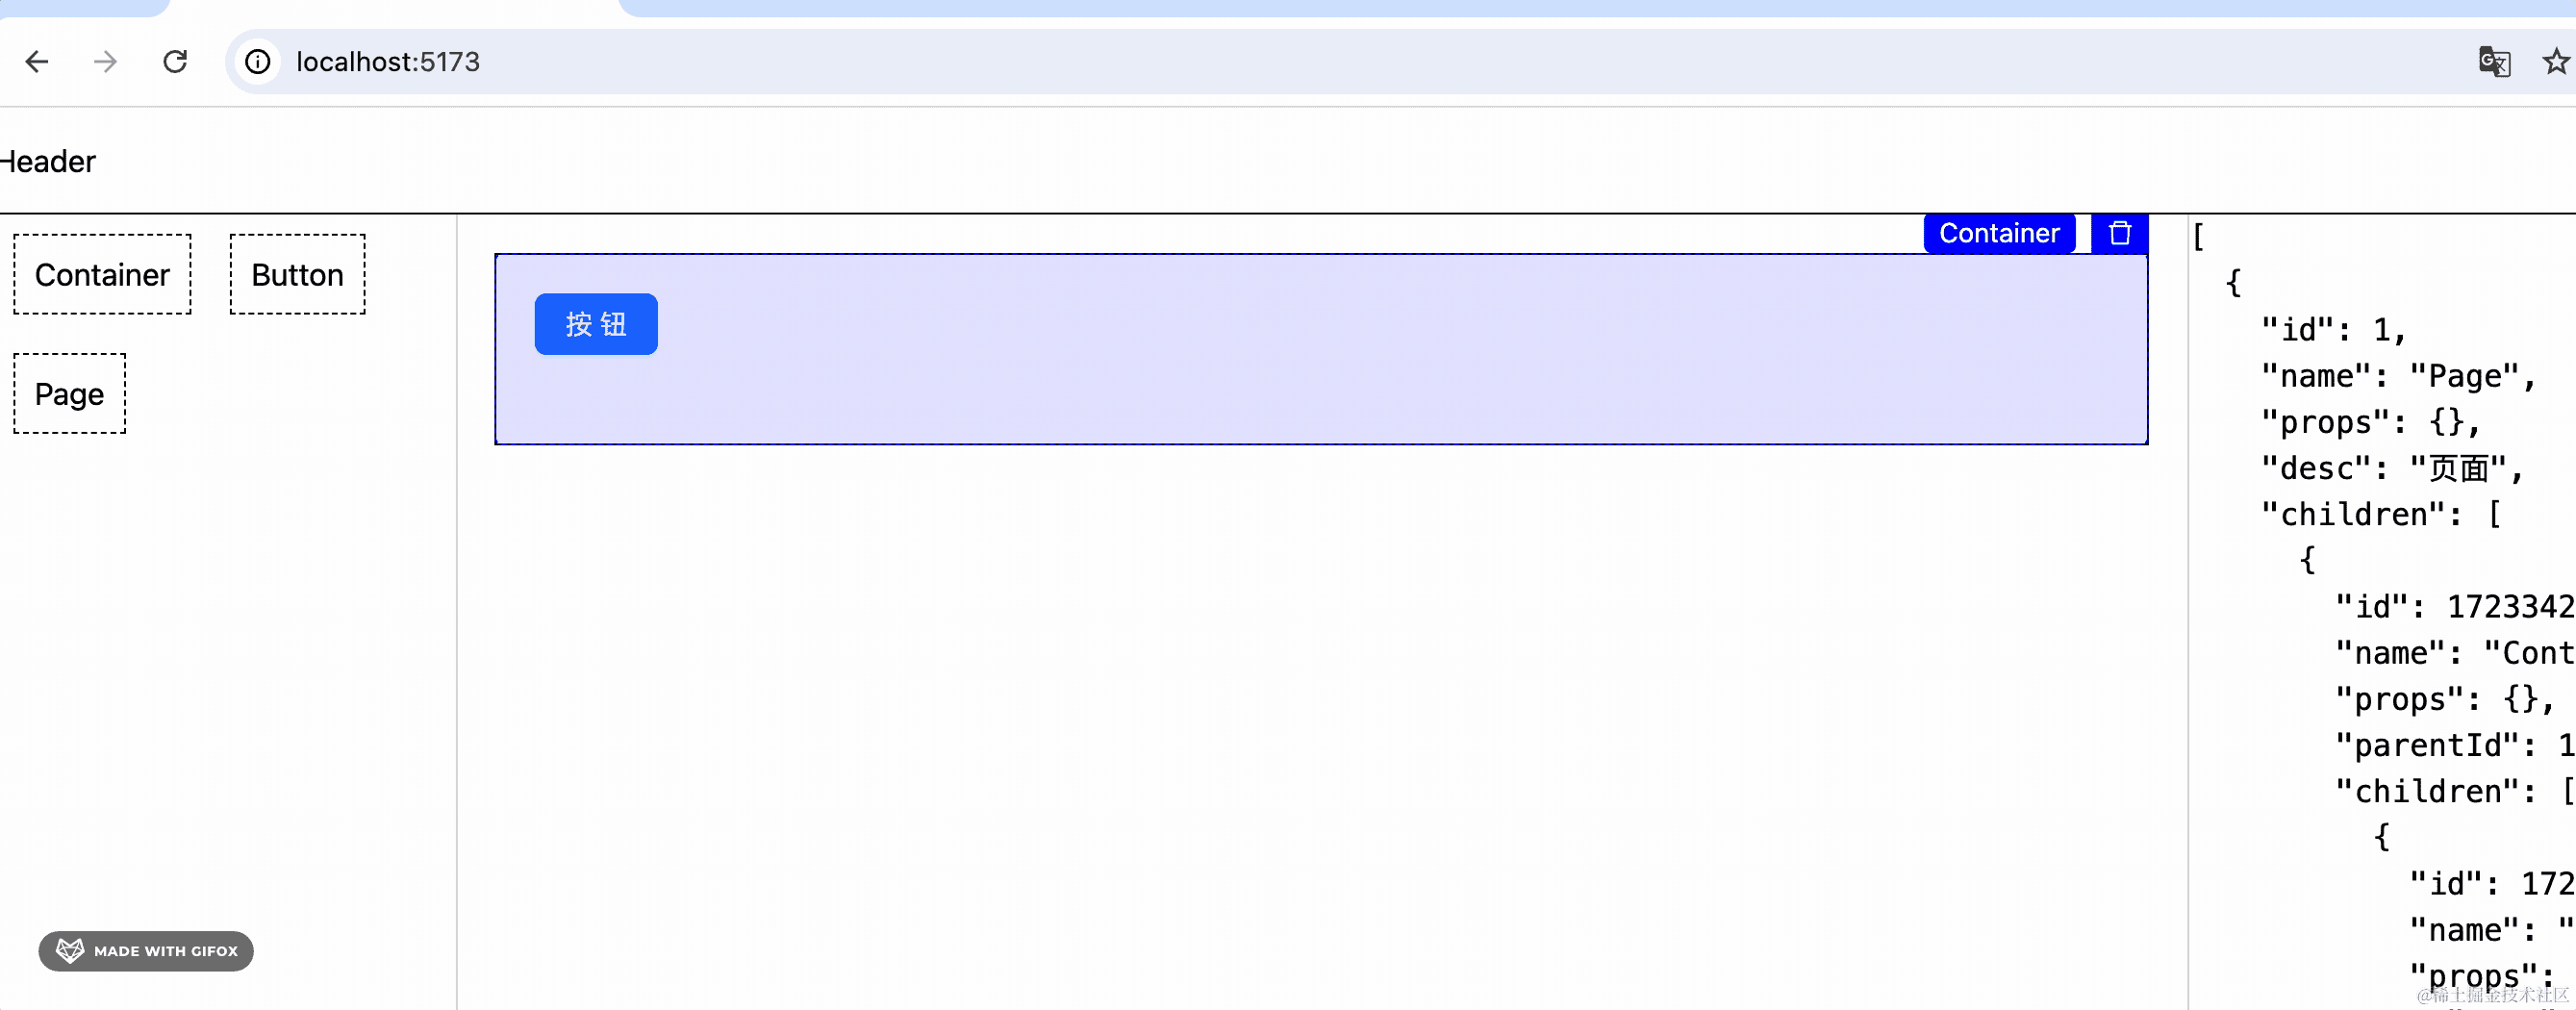 localhost:5173
Header
Container
Button
Page
Container
按 钮
[
{
"id": 1,
"name": "Page",
"props": {},
"desc": "页面",
"children": [
{
"id": 1723342
"name": "Cont
"props": {},
"parentId": 1
"children": [
{
"id": 172
"name": "
"props":
MADE WITH GIFOX
@稀土掘金技术社区